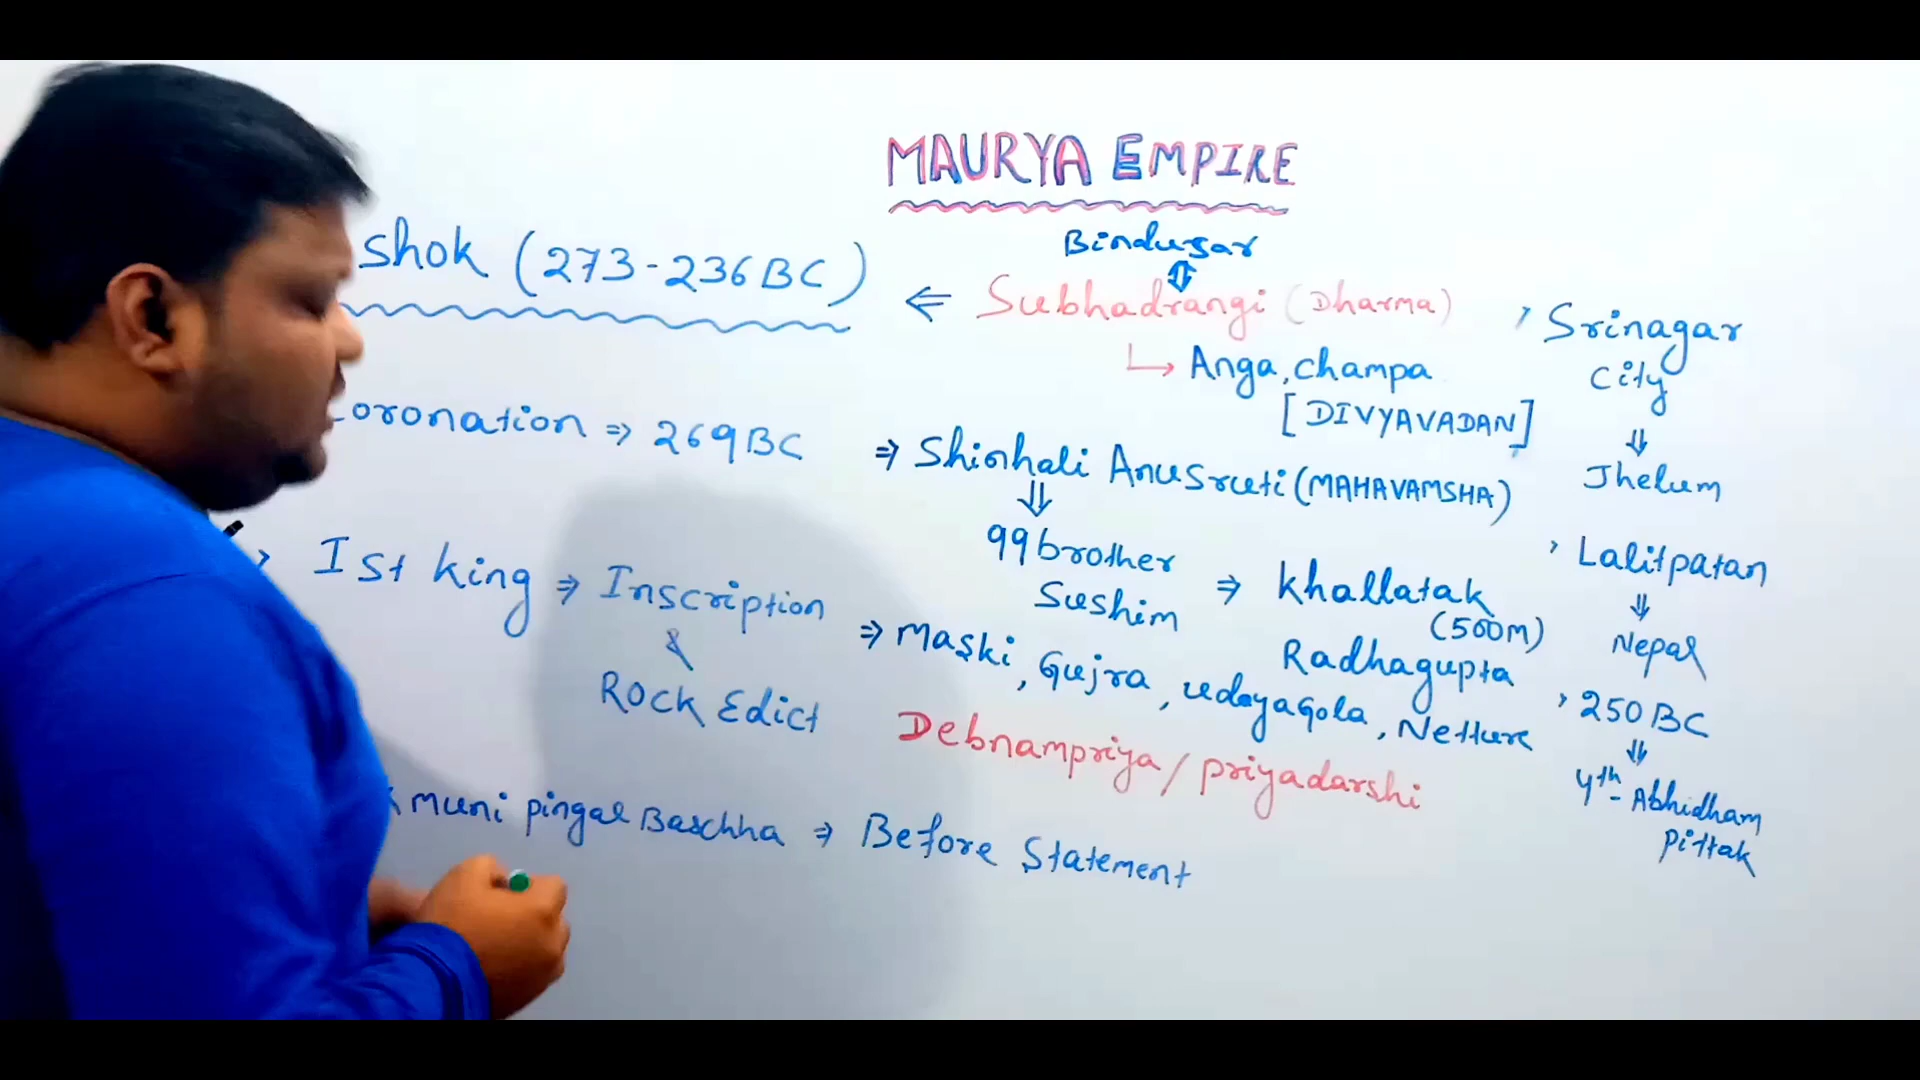 MAURYA EMPIRE
Bindusar
shok (273-236 BC) ⇐ Subhadrangi (Dharma)
↳ Anga, champa
[DIVYAVADAN]
oronation ⇒ 269 BC ⇒ Shinhali Anusruti (MAHAVAMSHA)
⇓
99 brother
Sushim ⇒ Khallatak
(500m)
Radhagupta
Ist king ⇒ Inscription
&
Rock Edict
⇒ Maski, Gujra, udayagola, Netture
Debnampriya / priyadarshi
muni pingal Baschha ⇒ Before Statement
Srinagar
City
⇓
Jhelum
Lalitpatan
⇓
Nepal
250 BC
⇓
4th - Abhidham
Pittak